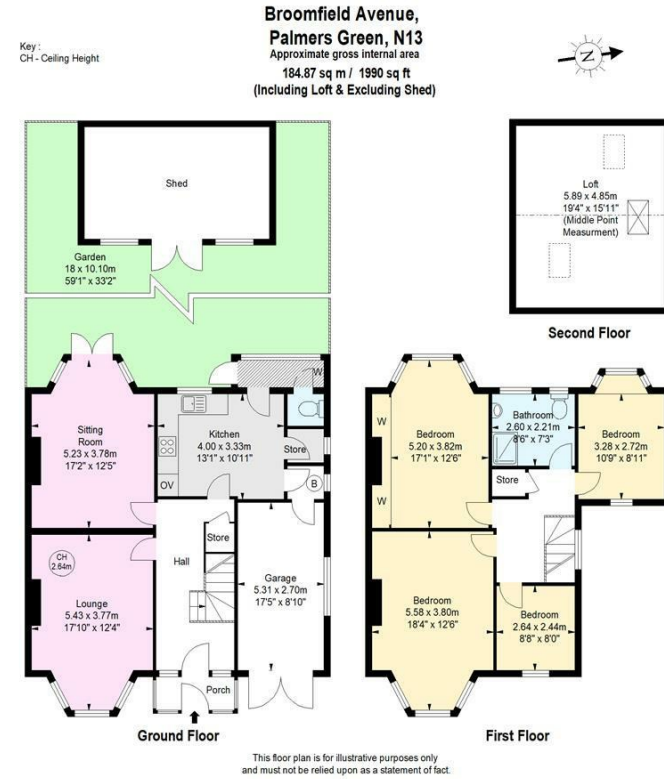 Broomfield Avenue,
Palmers Green, N13
Approximate gross internal area
184.87 sq m / 1990 sq ft
(Including Loft & Excluding Shed)
Key :
CH - Ceiling Height
N
Shed
Garden
18 x 10.10m
59'1" x 33'2"
Loft
5.89 x 4.85m
19'4" x 15'11"
(Middle Point
Measurment)
Second Floor
W
Sitting
Room
5.23 x 3.78m
17'2" x 12'5"
Kitchen
4.00 x 3.33m
13'1" x 10'11"
Store
OV
B
Store
Hall
CH
2.64m
Lounge
5.43 x 3.77m
17'10" x 12'4"
Garage
5.31 x 2.70m
17'5" x 8'10"
Porch
Ground Floor
W
W
Bedroom
5.20 x 3.82m
17'1" x 12'6"
Bathroom
2.60 x 2.21m
8'6" x 7'3"
Bedroom
3.28 x 2.72m
10'9" x 8'11"
Store
Bedroom
5.58 x 3.80m
18'4" x 12'6"
Bedroom
2.64 x 2.44m
8'8" x 8'0"
First Floor
This floor plan is for illustrative purposes only
and must not be relied upon as a statement of fact.